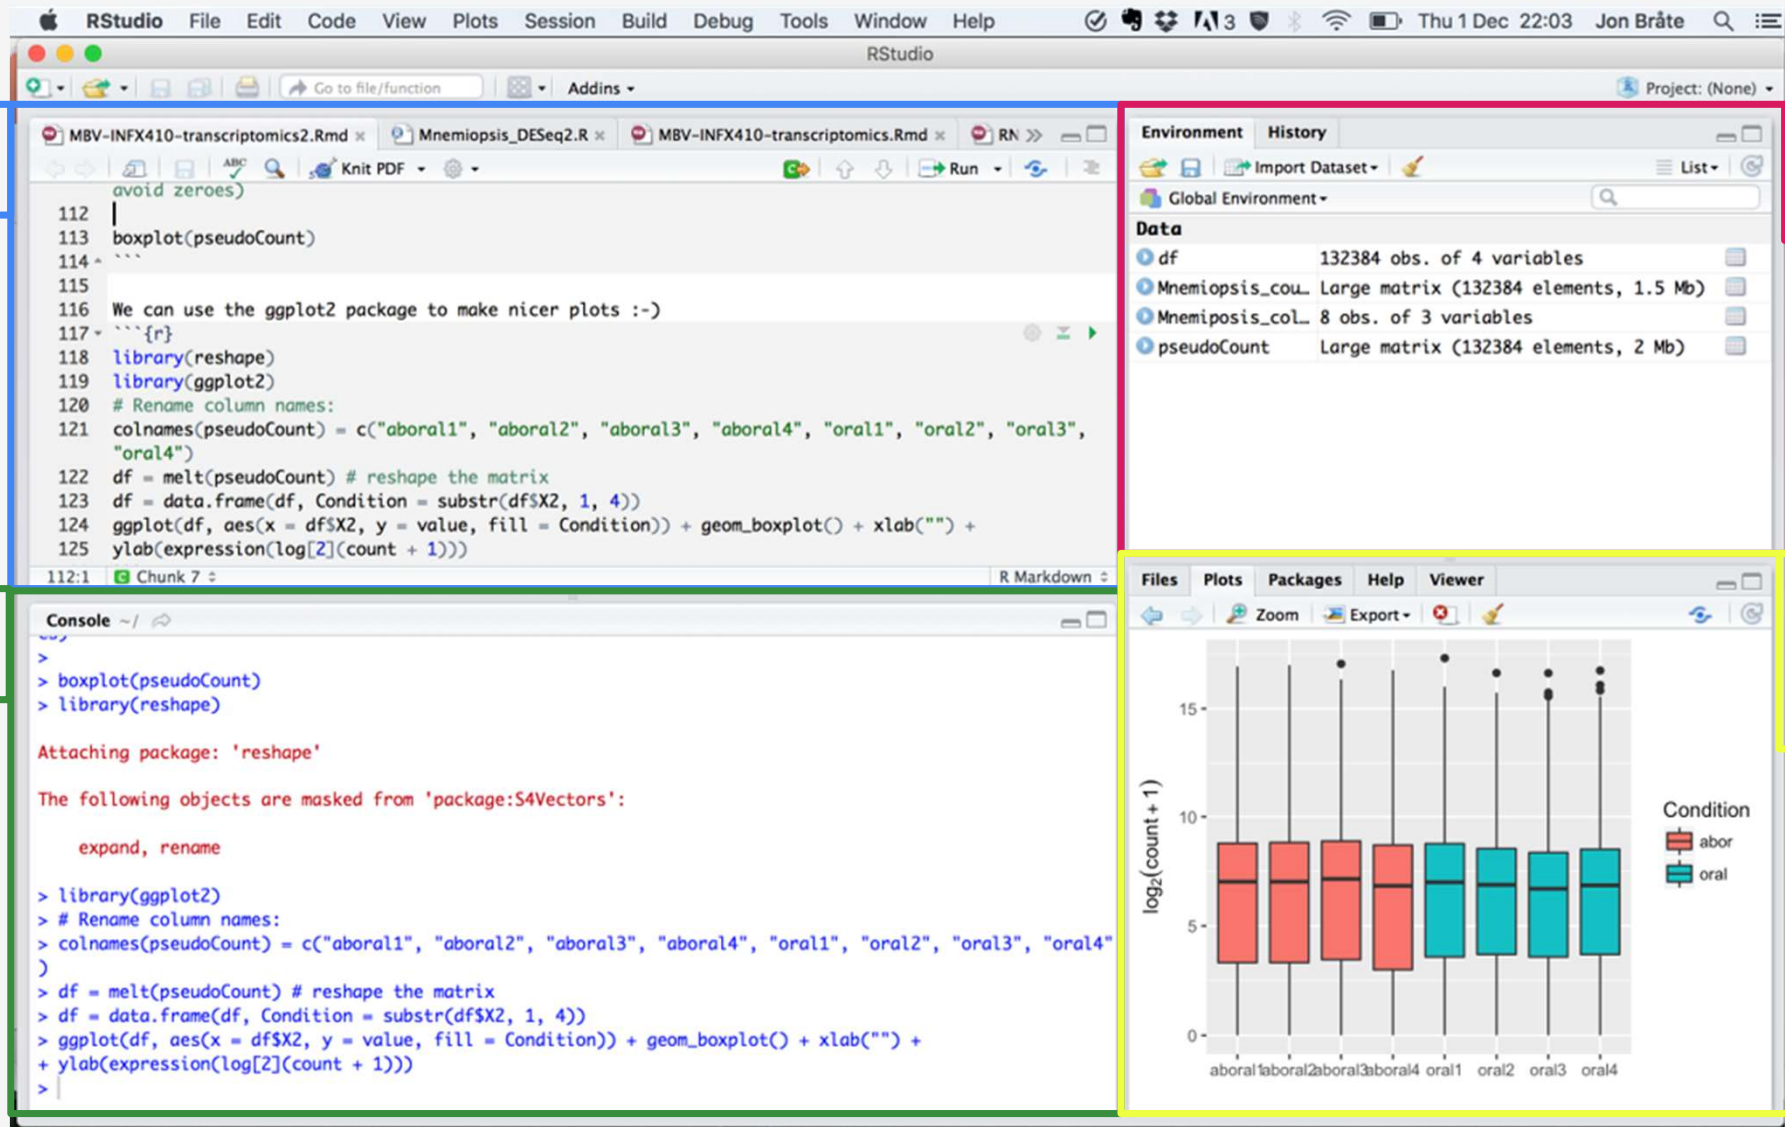 RStudio File Edit Code View Plots Session Build Debug Tools Window Help 3 Thu 1 Dec 22:03 Jon Bråte
RStudio
Go to file/function Addins Project: (None)
MBV-INFX410-transcriptomics2.Rmd Mnemiopsis_DESeq2.R MBV-INFX410-transcriptomics.Rmd RN
ABC Knit PDF Run
avoid zeroes)
112
113 boxplot(pseudoCount)
114 ```
115
116 We can use the ggplot2 package to make nicer plots :-)
117 ```{r}
118 library(reshape)
119 library(ggplot2)
120 # Rename column names:
121 colnames(pseudoCount) = c("aboral1", "aboral2", "aboral3", "aboral4", "oral1", "oral2", "oral3",
"oral4")
122 df = melt(pseudoCount) # reshape the matrix
123 df = data.frame(df, Condition = substr(df$X2, 1, 4))
124 ggplot(df, aes(x = df$X2, y = value, fill = Condition)) + geom_boxplot() + xlab("") +
125 ylab(expression(log[2](count + 1)))
112:1 C Chunk 7 R Markdown
Console ~/
>
> boxplot(pseudoCount)
> library(reshape)
Attaching package: 'reshape'
The following objects are masked from 'package:S4Vectors':
expand, rename
> library(ggplot2)
> # Rename column names:
> colnames(pseudoCount) = c("aboral1", "aboral2", "aboral3", "aboral4", "oral1", "oral2", "oral3", "oral4"
)
> df = melt(pseudoCount) # reshape the matrix
> df = data.frame(df, Condition = substr(df$X2, 1, 4))
> ggplot(df, aes(x = df$X2, y = value, fill = Condition)) + geom_boxplot() + xlab("") +
+ ylab(expression(log[2](count + 1)))
>
Environment History
Import Dataset List
Global Environment
Data
df 132384 obs. of 4 variables
Mnemiopsis_cou… Large matrix (132384 elements, 1.5 Mb)
Mnemiposis_col… 8 obs. of 3 variables
pseudoCount Large matrix (132384 elements, 2 Mb)
Files Plots Packages Help Viewer
Zoom Export
log₂(count + 1)
15
10
5
0
aboral1 aboral2 aboral3 aboral4 oral1 oral2 oral3 oral4
Condition
abor
oral